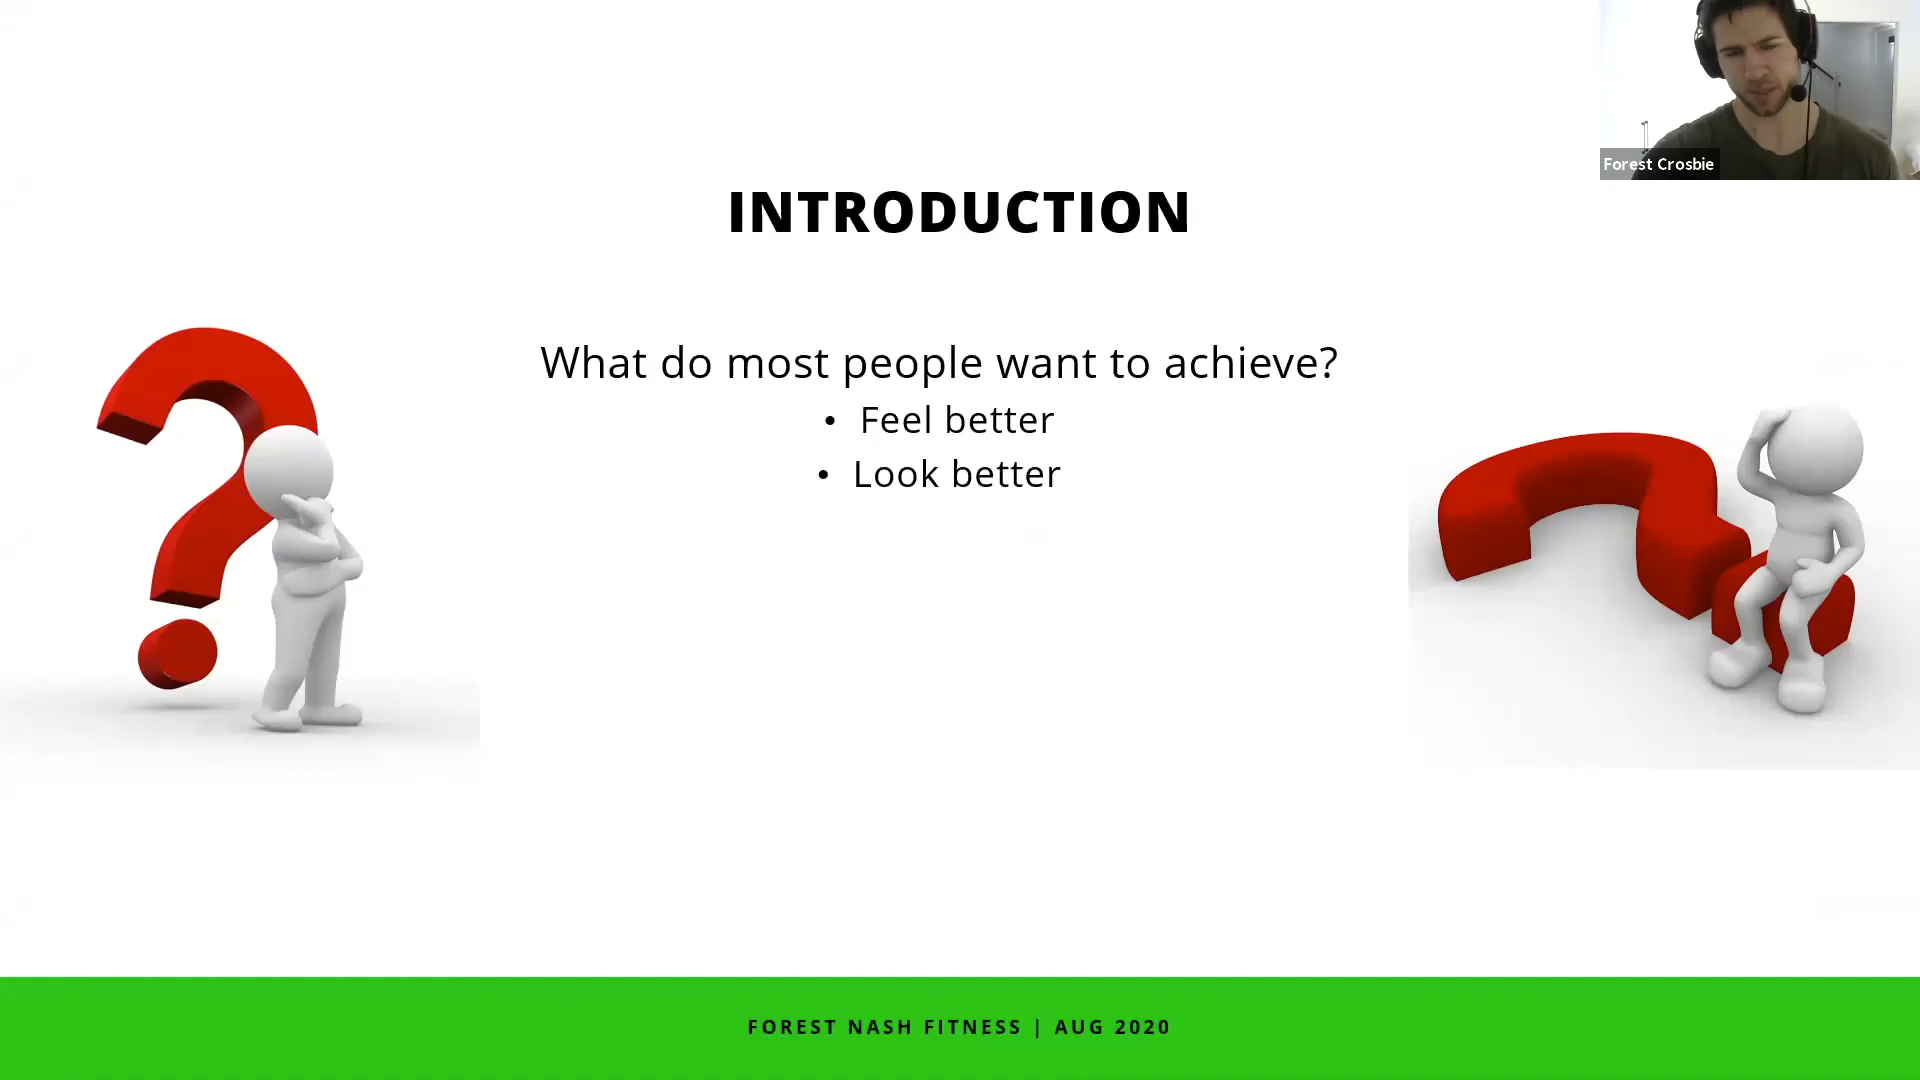 Forest Crosbie
INTRODUCTION
What do most people want to achieve?
• Feel better
• Look better
FOREST NASH FITNESS | AUG 2020